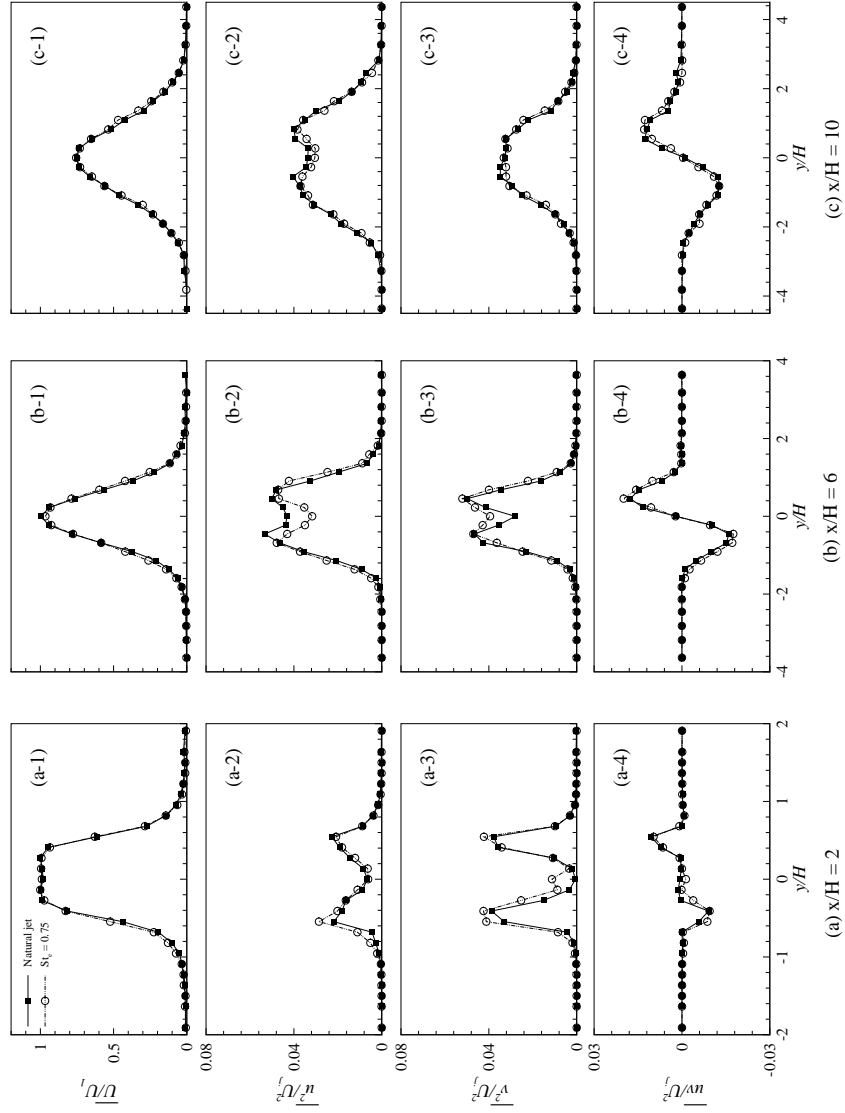 Natural jet
St_e = 0.75
(a-1)
(b-1)
(c-1)
U/U_J
1
0.5
0
(a-2)
(b-2)
(c-2)
u²/U²_j
0.08
0.04
0
(a-3)
(b-3)
(c-3)
v²/U²_j
0.08
0.04
0
(a-4)
(b-4)
(c-4)
uv/U²_j
0.03
0
-0.03
-2 -1 0 1 2
-4 -2 0 2 4
-4 -2 0 2 4
y/H
y/H
y/H
(a) x/H = 2
(b) x/H = 6
(c) x/H = 10